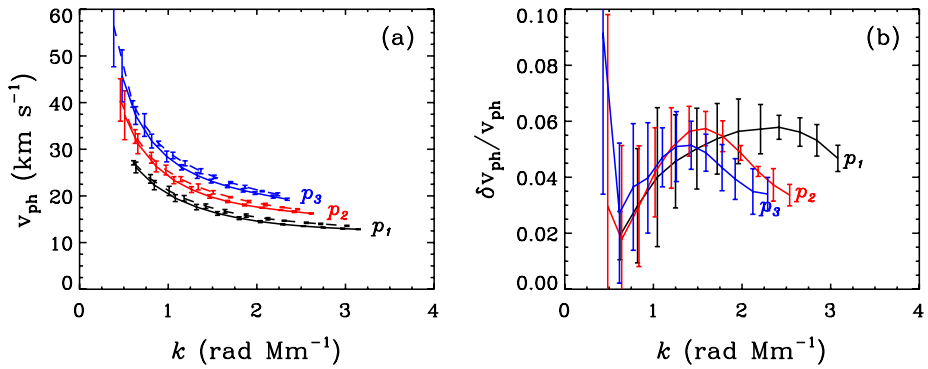 60
50
40
30
20
10
0
v_ph (km s⁻¹)
(a)
p₃
p₂
p₁
0 1 2 3 4
k (rad Mm⁻¹)
0.10
0.08
0.06
0.04
0.02
0.00
δv_ph/v_ph
(b)
p₁
p₂
p₃
0 1 2 3 4
k (rad Mm⁻¹)